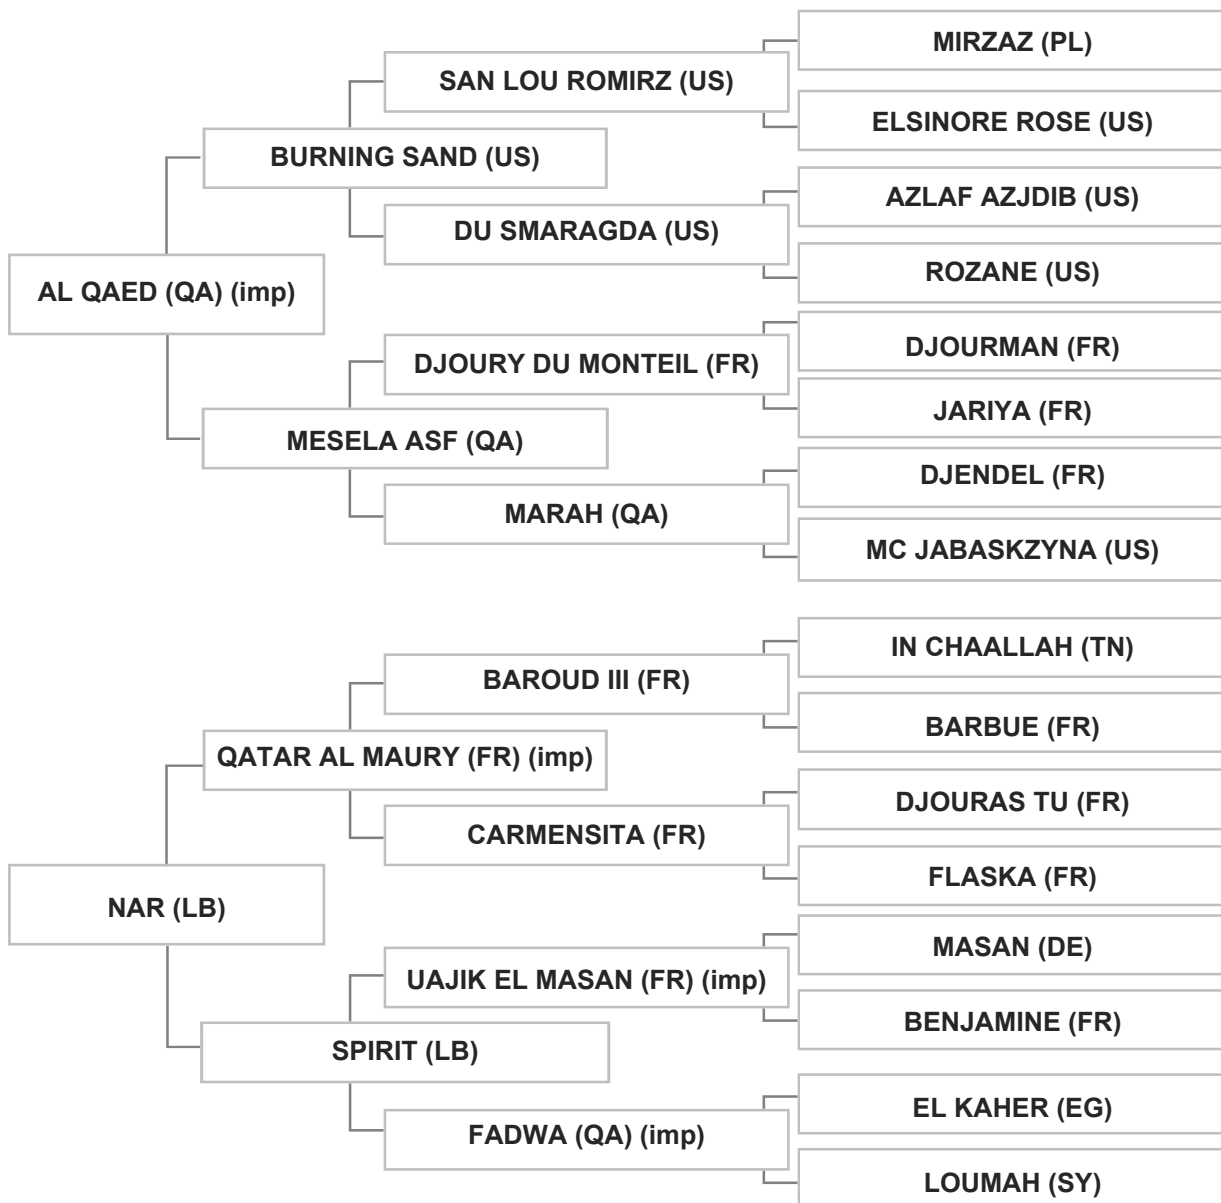 MIRZAZ (PL)
SAN LOU ROMIRZ (US)
ELSINORE ROSE (US)
BURNING SAND (US)
AZLAF AZJDIB (US)
DU SMARAGDA (US)
ROZANE (US)
AL QAED (QA) (imp)
DJOURMAN (FR)
DJOURY DU MONTEIL (FR)
JARIYA (FR)
MESELA ASF (QA)
DJENDEL (FR)
MARAH (QA)
MC JABASKZYNA (US)
IN CHAALLAH (TN)
BAROUD III (FR)
BARBUE (FR)
QATAR AL MAURY (FR) (imp)
DJOURAS TU (FR)
CARMENSITA (FR)
FLASKA (FR)
NAR (LB)
MASAN (DE)
UAJIK EL MASAN (FR) (imp)
BENJAMINE (FR)
SPIRIT (LB)
EL KAHER (EG)
FADWA (QA) (imp)
LOUMAH (SY)